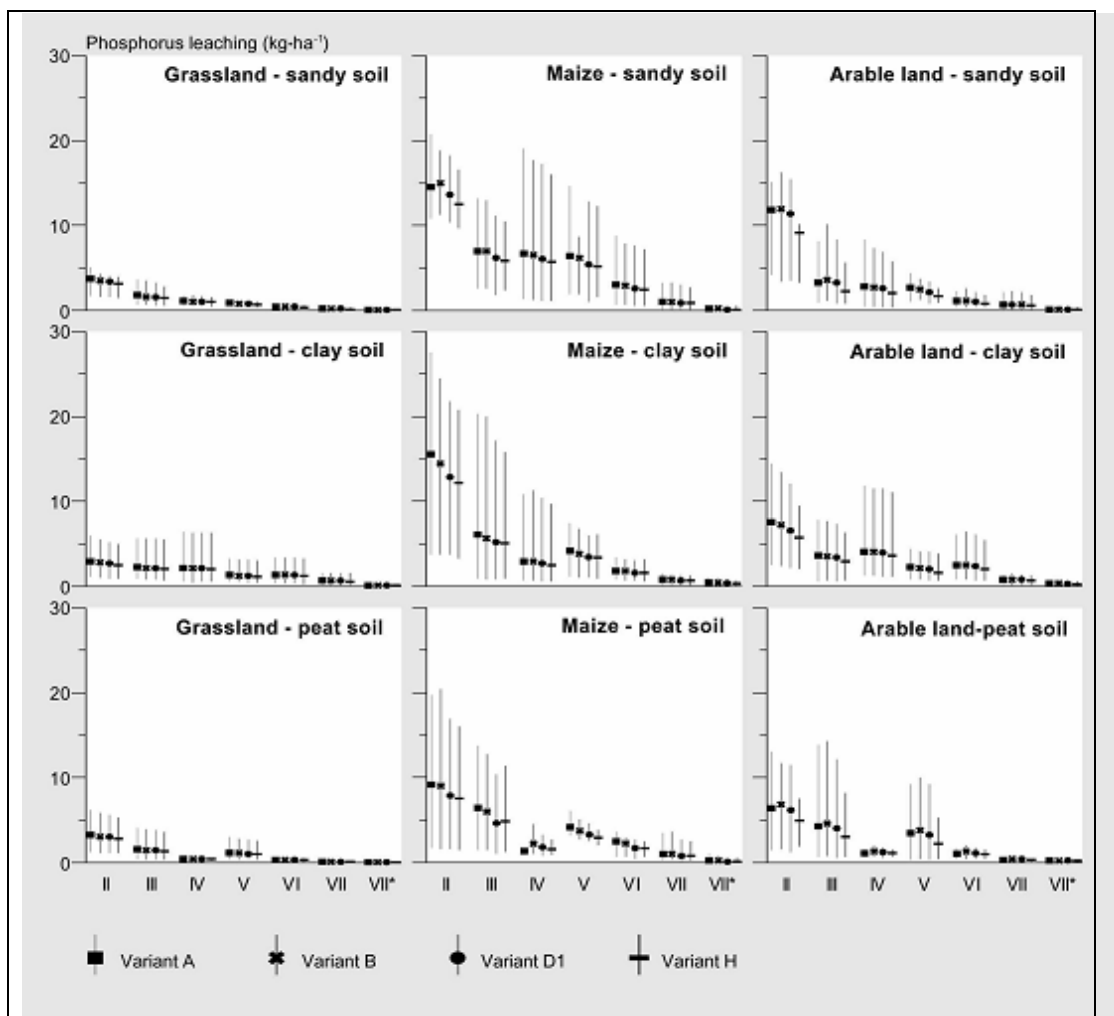 Phosphorus leaching (kg-ha⁻¹)
30
Grassland - sandy soil
Maize - sandy soil
Arable land - sandy soil
20
10
0
30
Grassland - clay soil
Maize - clay soil
Arable land - clay soil
20
10
0
30
Grassland - peat soil
Maize - peat soil
Arable land-peat soil
20
10
0
II III IV V VI VII VII* II III IV V VI VII VII* II III IV V VI VII VII*
Variant A Variant B Variant D1 Variant H